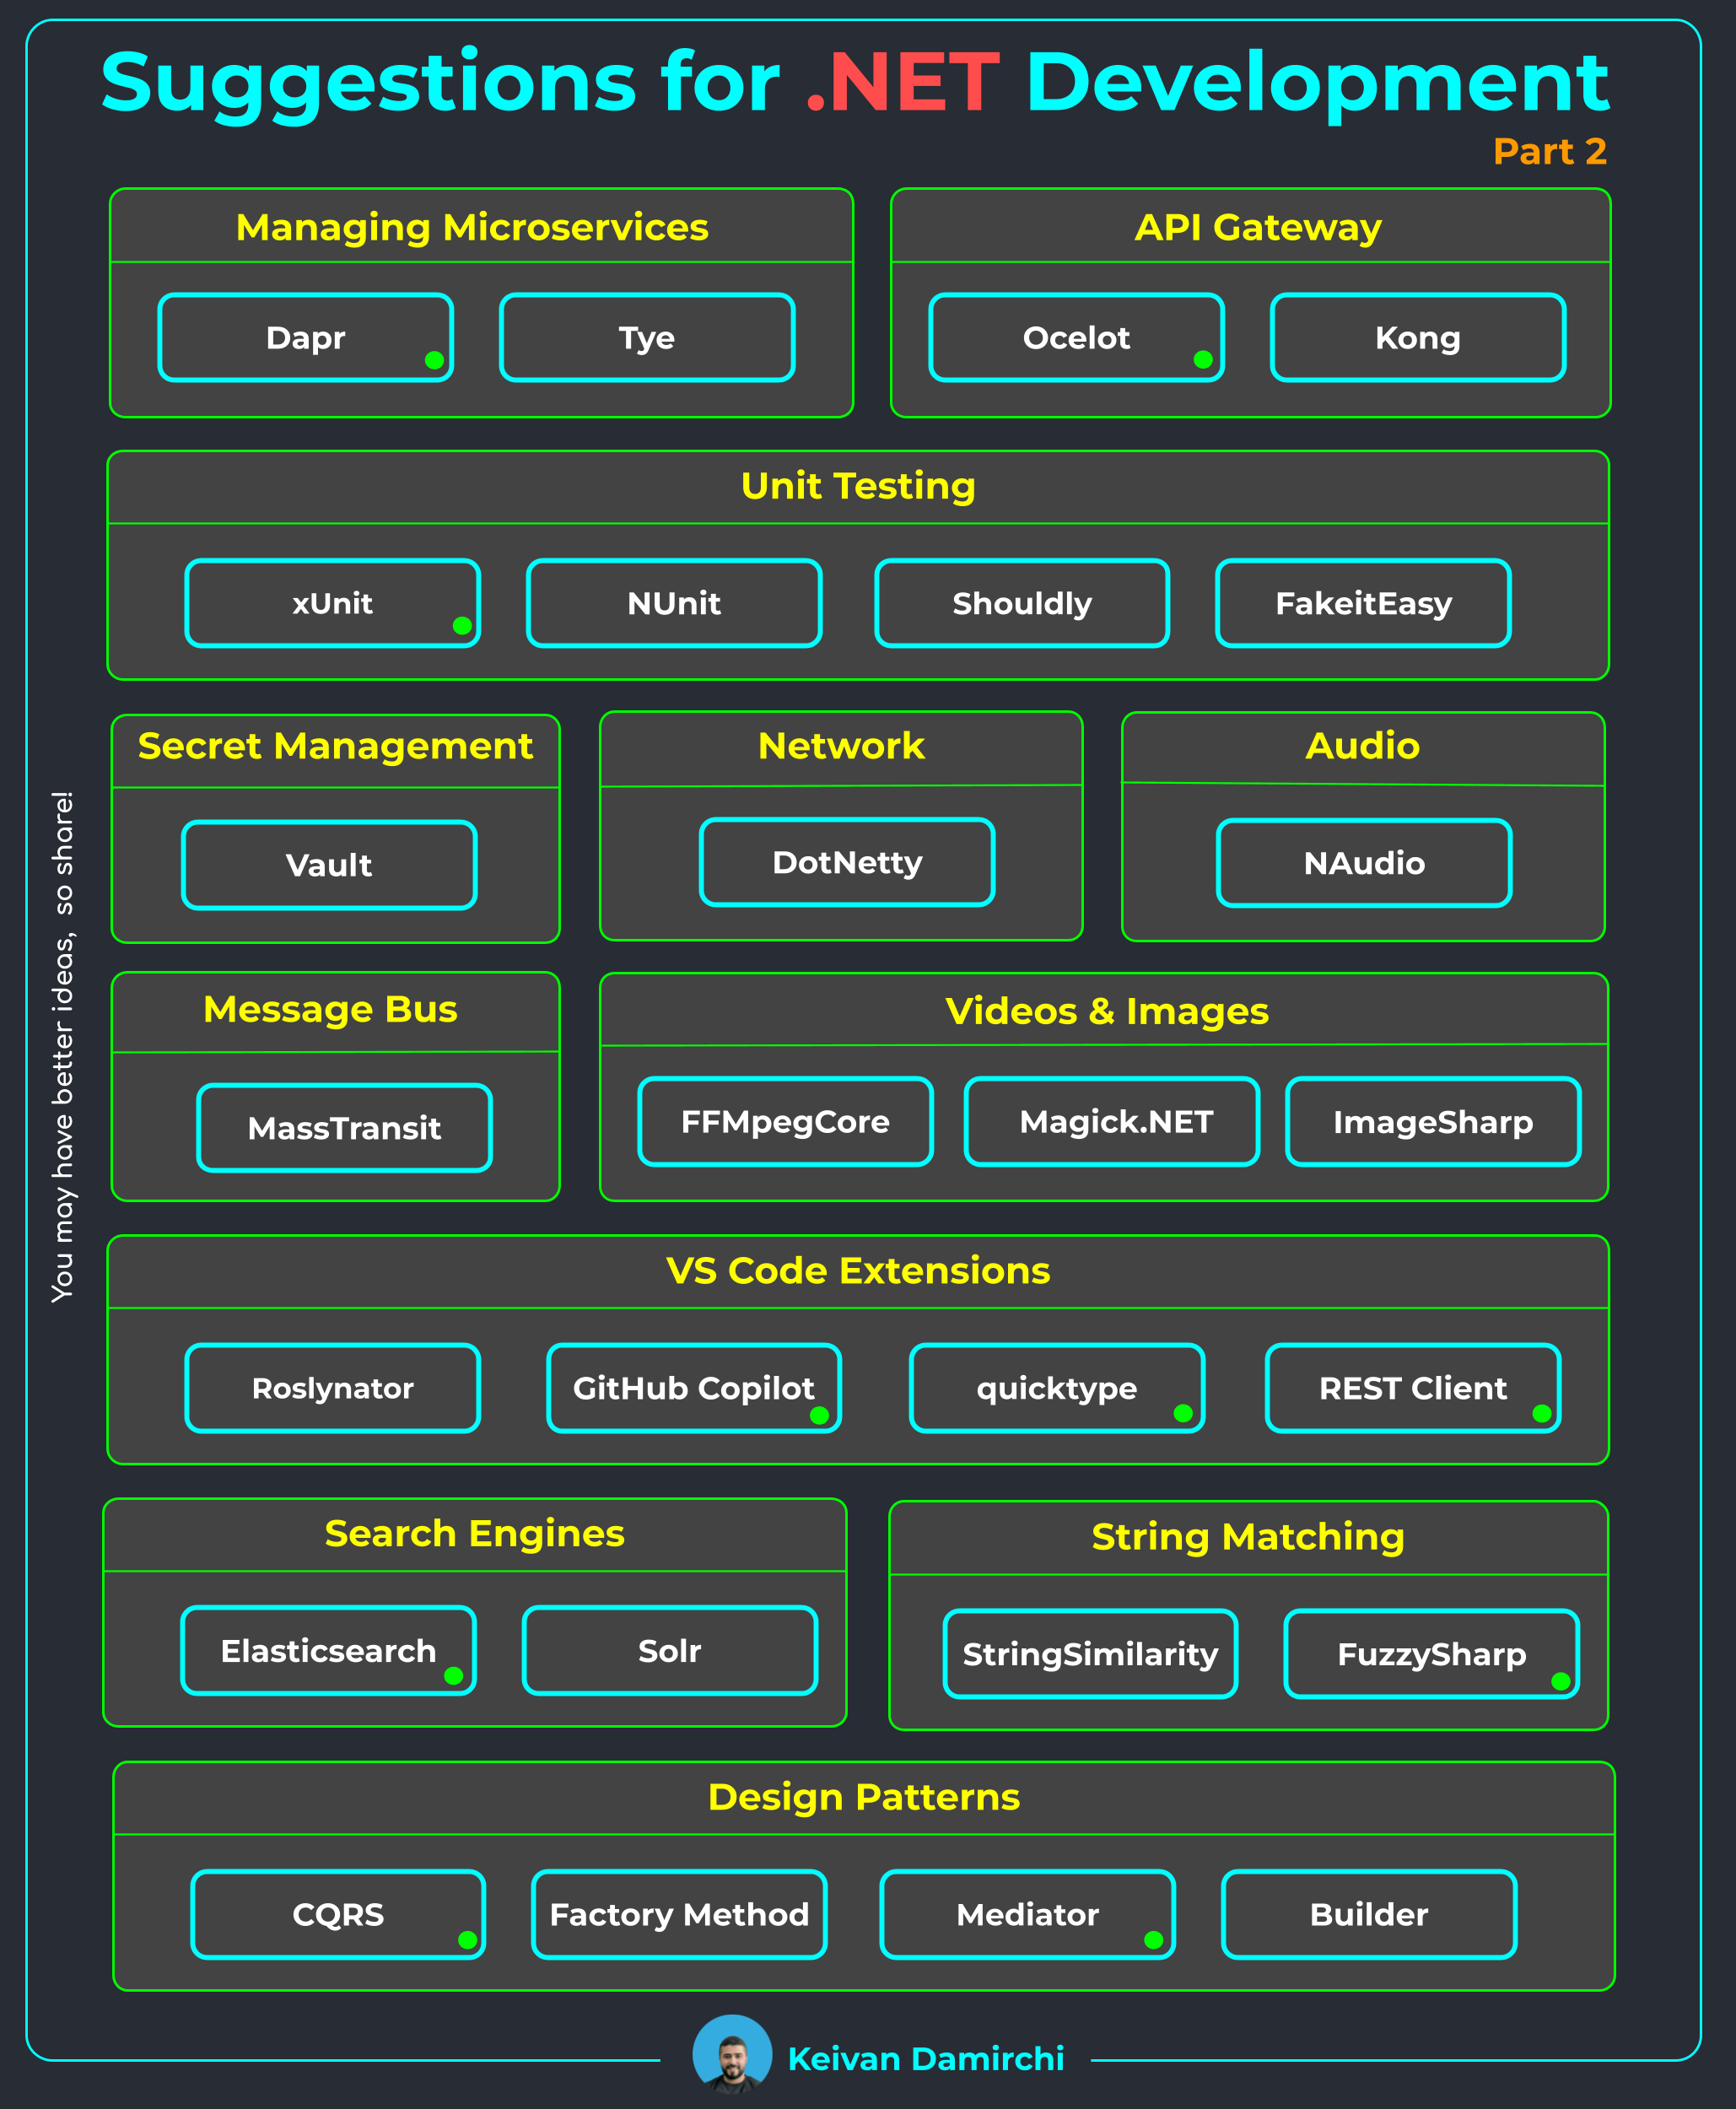 Suggestions for .NET Development
Part 2
Managing Microservices
Dapr
Tye
API Gateway
Ocelot
Kong
Unit Testing
xUnit
NUnit
Shouldly
FakeitEasy
Secret Management
Vault
Network
DotNetty
Audio
NAudio
Message Bus
MassTransit
Videos & Images
FFMpegCore
Magick.NET
ImageSharp
VS Code Extensions
Roslynator
GitHub Copilot
quicktype
REST Client
Search Engines
Elasticsearch
Solr
String Matching
StringSimilarity
FuzzySharp
Design Patterns
CQRS
Factory Method
Mediator
Builder
You may have better ideas, so share!
Keivan Damirchi